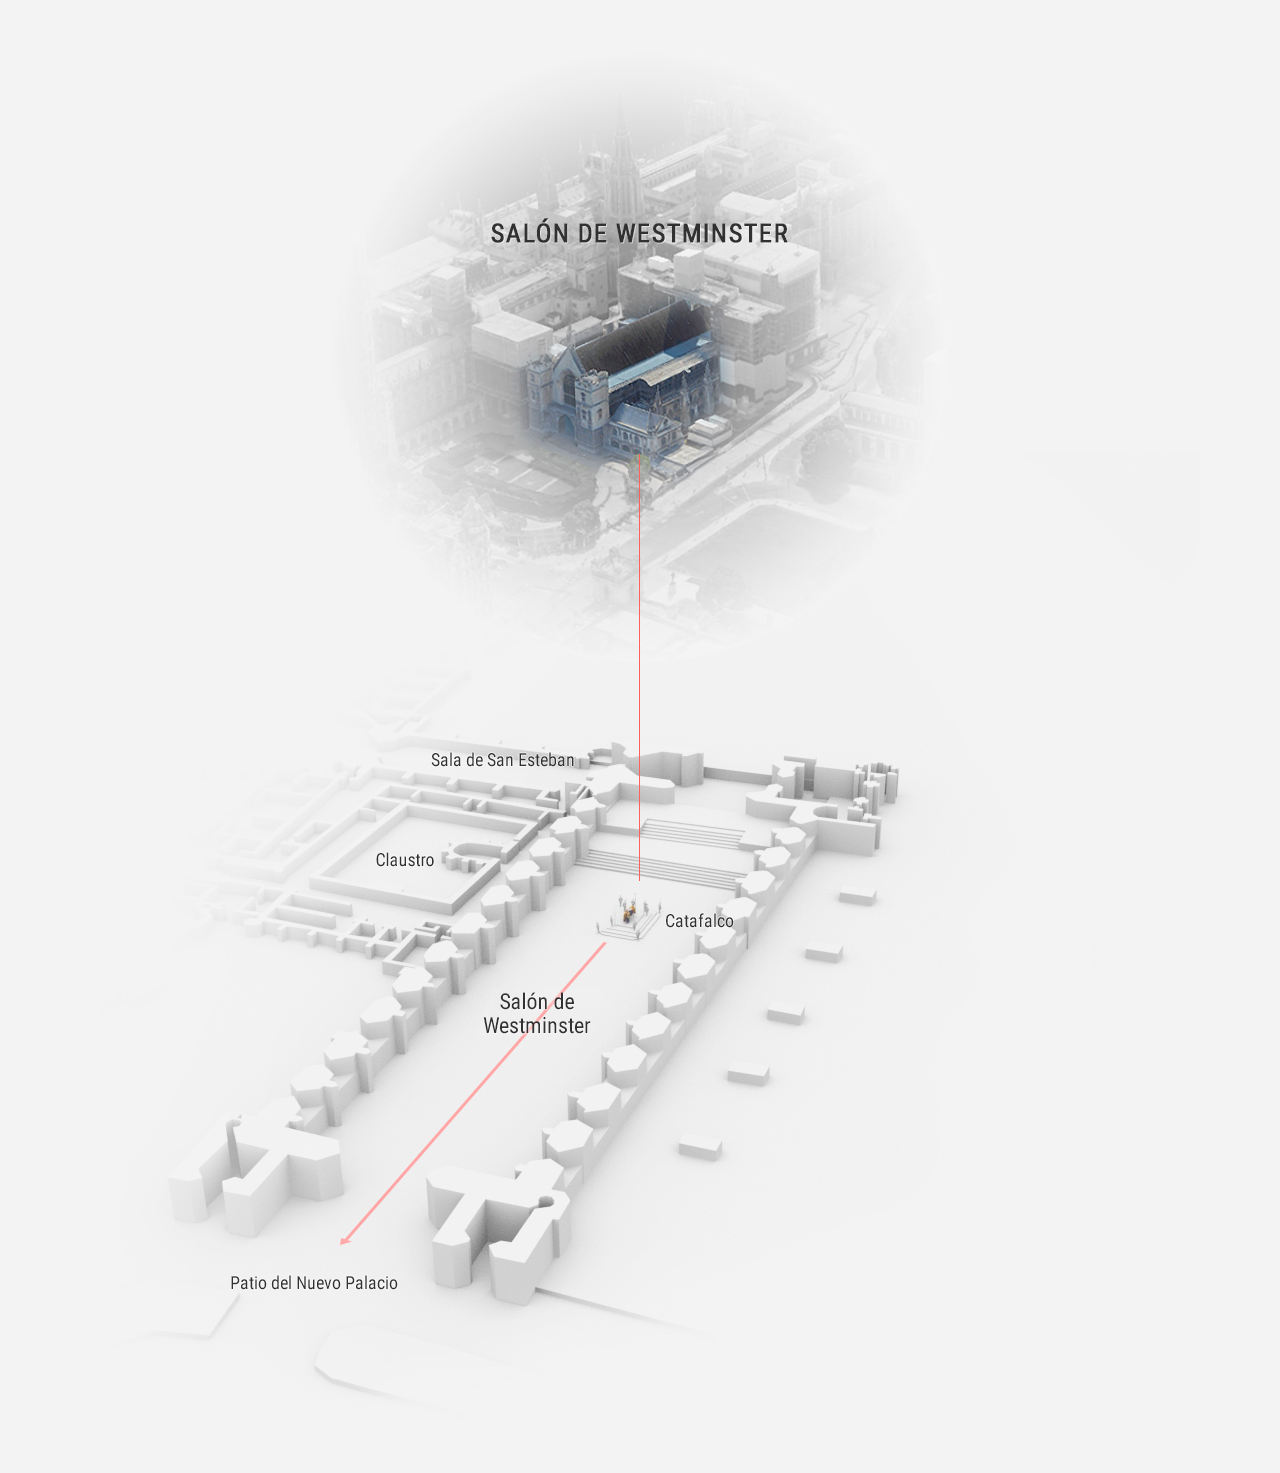 SALÓN DE WESTMINSTER
Sala de San Esteban
Claustro
Catafalco
Salón de
Westminster
Patio del Nuevo Palacio